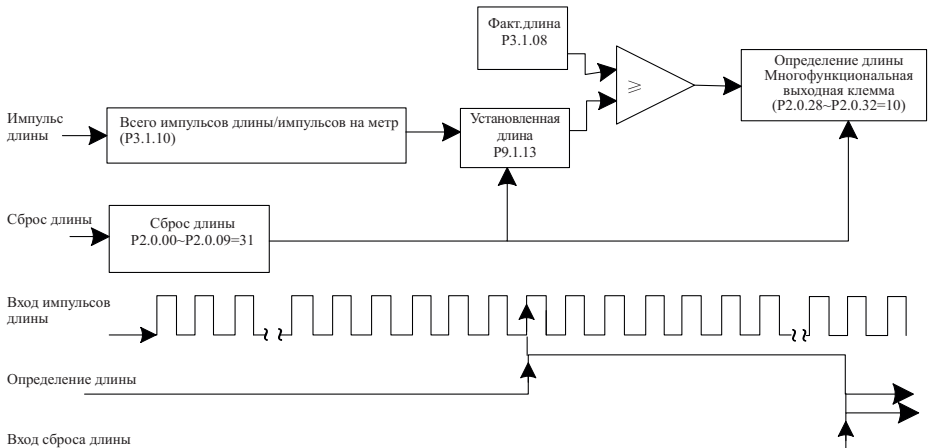 Факт.длина
P3.1.08
Определение длины
Многофункциональная
выходная клемма
(P2.0.28~P2.0.32=10)
≥
Импульс
длины
Всего импульсов длины/импульсов на метр
(P3.1.10)
Установленная
длина
P9.1.13
Сброс длины
Сброс длины
P2.0.00~P2.0.09=31
Вход импульсов
длины
Определение длины
Вход сброса длины